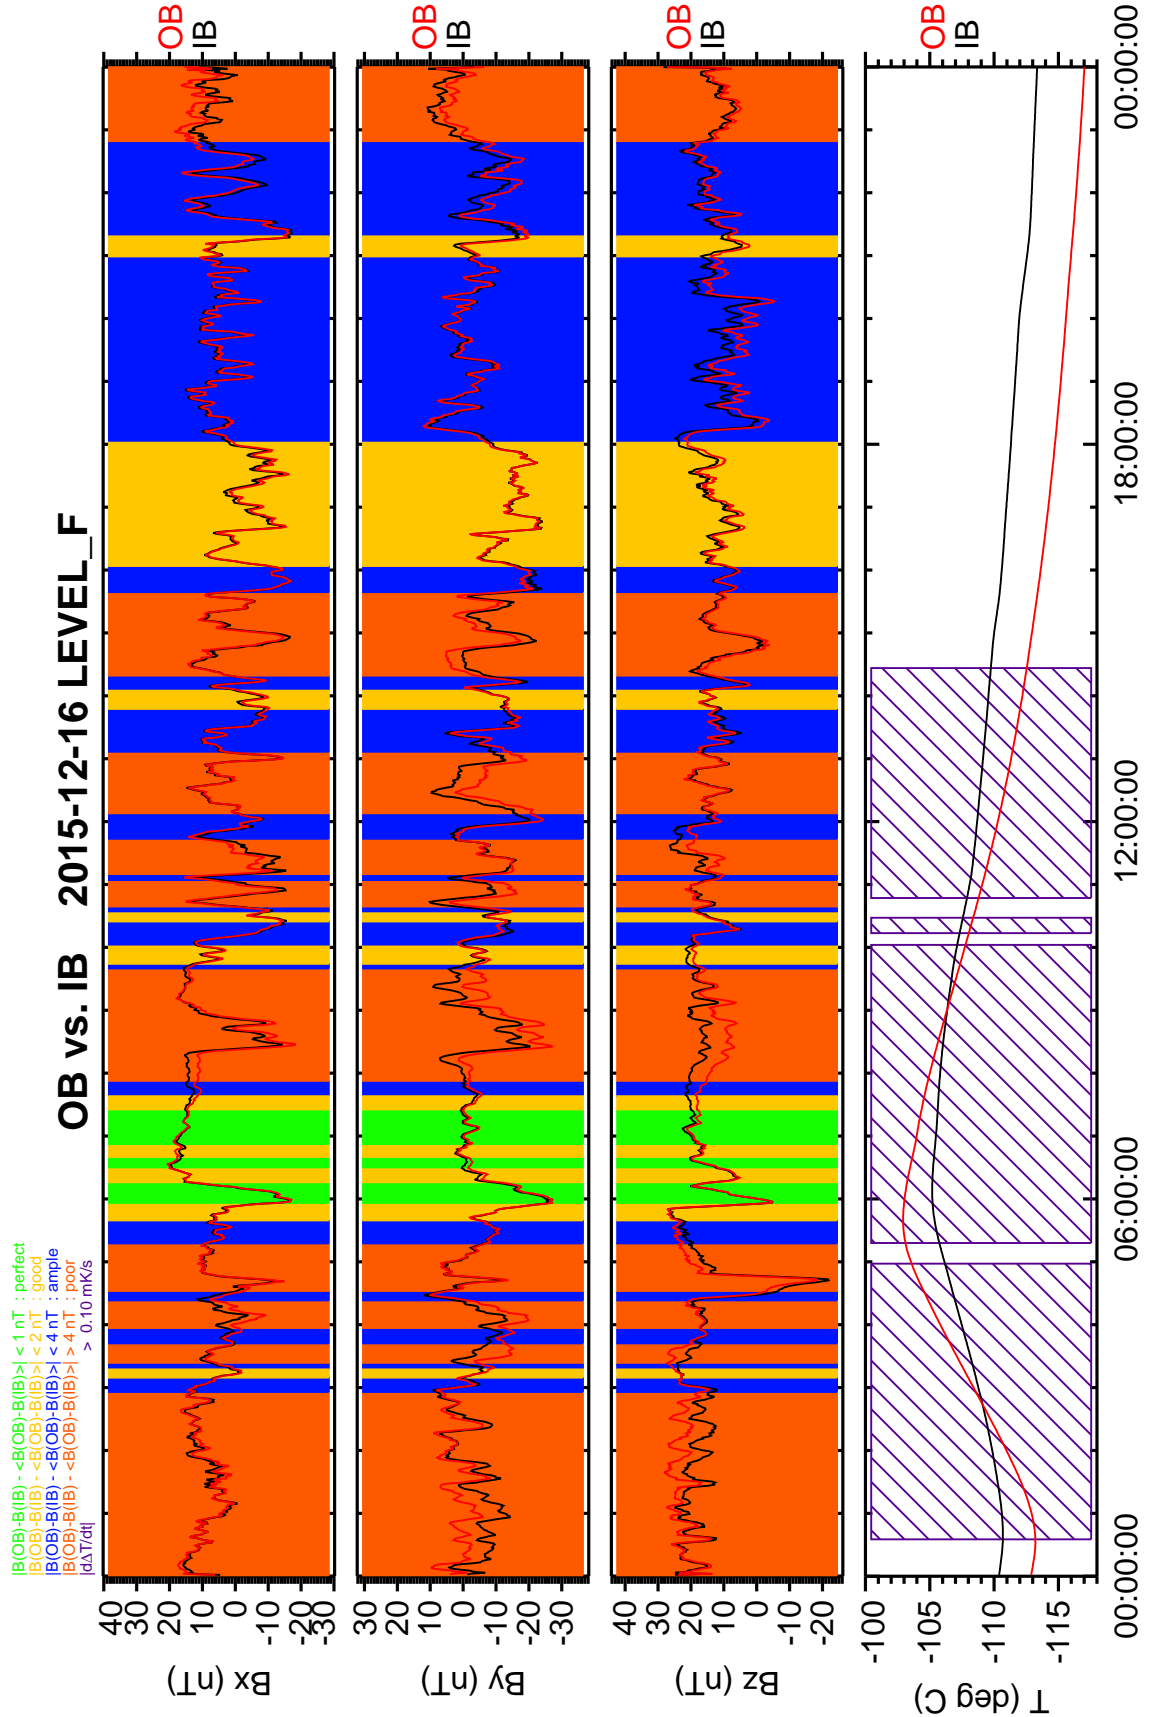 OB vs. IB 2015-12-16 LEVEL_F
|B(OB)-B(IB) - <B(OB)-B(IB)>| < 1 nT : perfect
|B(OB)-B(IB) - <B(OB)-B(IB)>| < 2 nT : good
|B(OB)-B(IB) - <B(OB)-B(IB)>| < 4 nT : ample
|B(OB)-B(IB) - <B(OB)-B(IB)>| > 4 nT : poor
|dΔT/dt| > 0.10 mK/s
Bx (nT)
40
30
20
10
0
-10
-20
-30
OB
IB
By (nT)
30
20
10
0
-10
-20
-30
OB
IB
Bz (nT)
40
30
20
10
0
-10
-20
OB
IB
T (deg C)
-100
-105
-110
-115
OB
IB
00:00:00 06:00:00 12:00:00 18:00:00 00:00:00